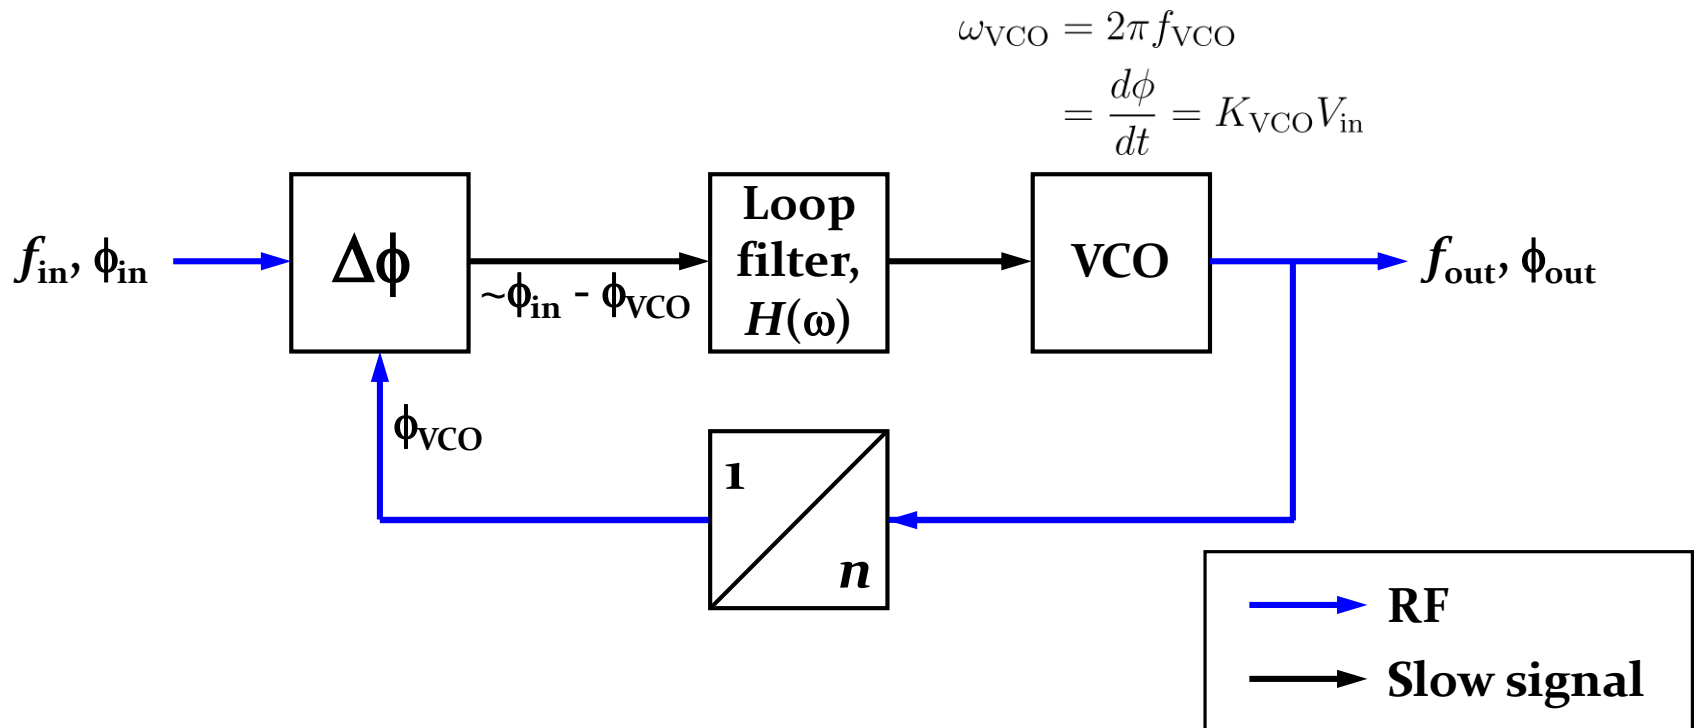 ω_VCO = 2πf_VCO
= dϕ/dt = K_VCO V_in
f_in, ϕ_in
Δϕ
~ϕ_in - ϕ_VCO
Loop
filter,
H(ω)
VCO
f_out, ϕ_out
ϕ_VCO
1
n
RF
Slow signal